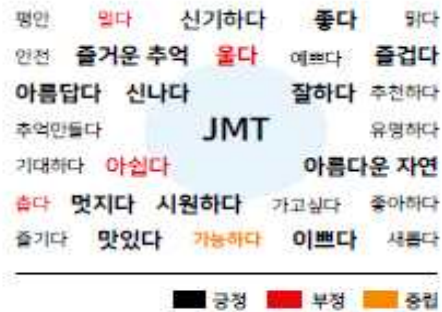 평안 밀다 신기하다 좋다 맑다
안전 즐거운 추억 울다 예쁘다 즐겁다
아름답다 신나다 잘하다 추천하다
추억만들다 JMT 유명하다
기대하다 아쉽다 아름다운 자연
춥다 멋지다 시원하다 가고싶다 좋아하다
즐기다 맛있다 가능하다 이쁘다 새롭다
긍정 부정 중립